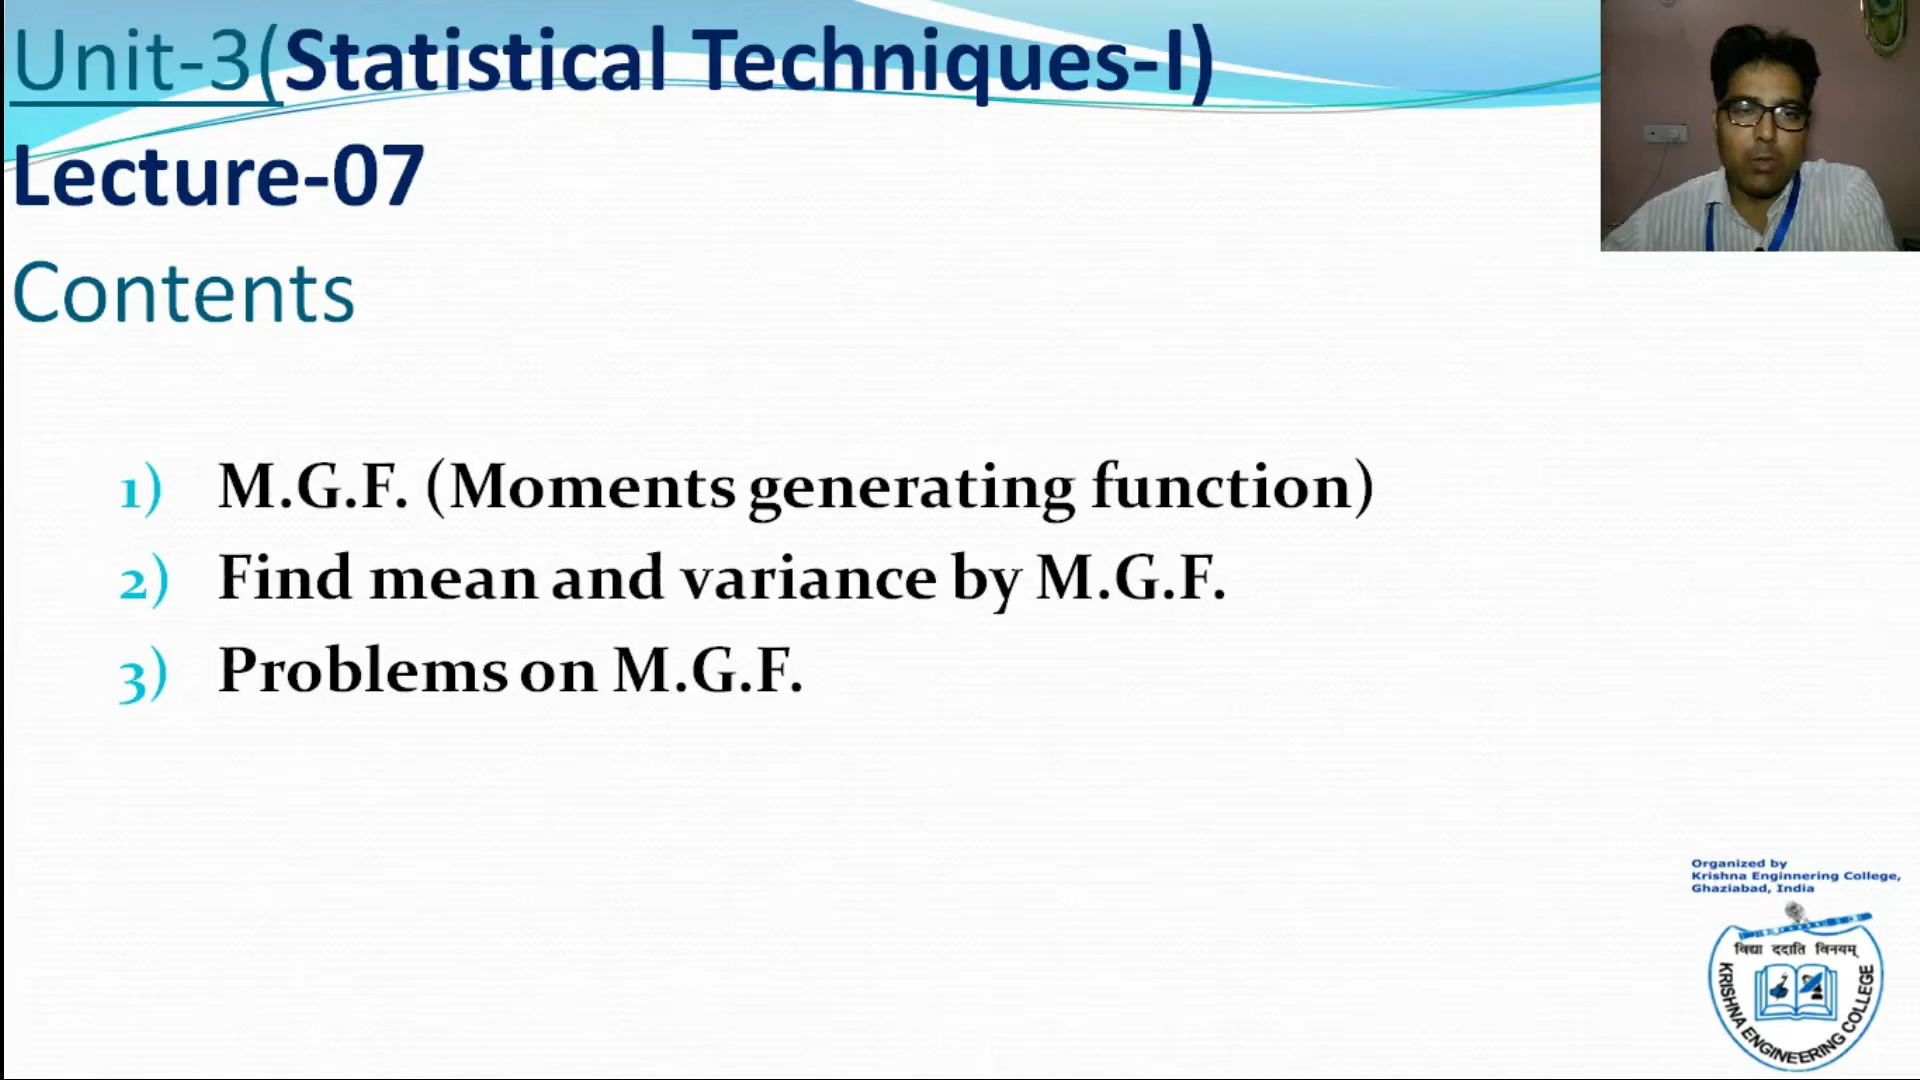 Unit-3(Statistical Techniques-I)
Lecture-07
Contents
1) M.G.F. (Moments generating function)
2) Find mean and variance by M.G.F.
3) Problems on M.G.F.
Organized by
Krishna Enginnering College,
Ghaziabad, India
विद्या ददाति विनयम्
KRISHNA ENGINEERING COLLEGE